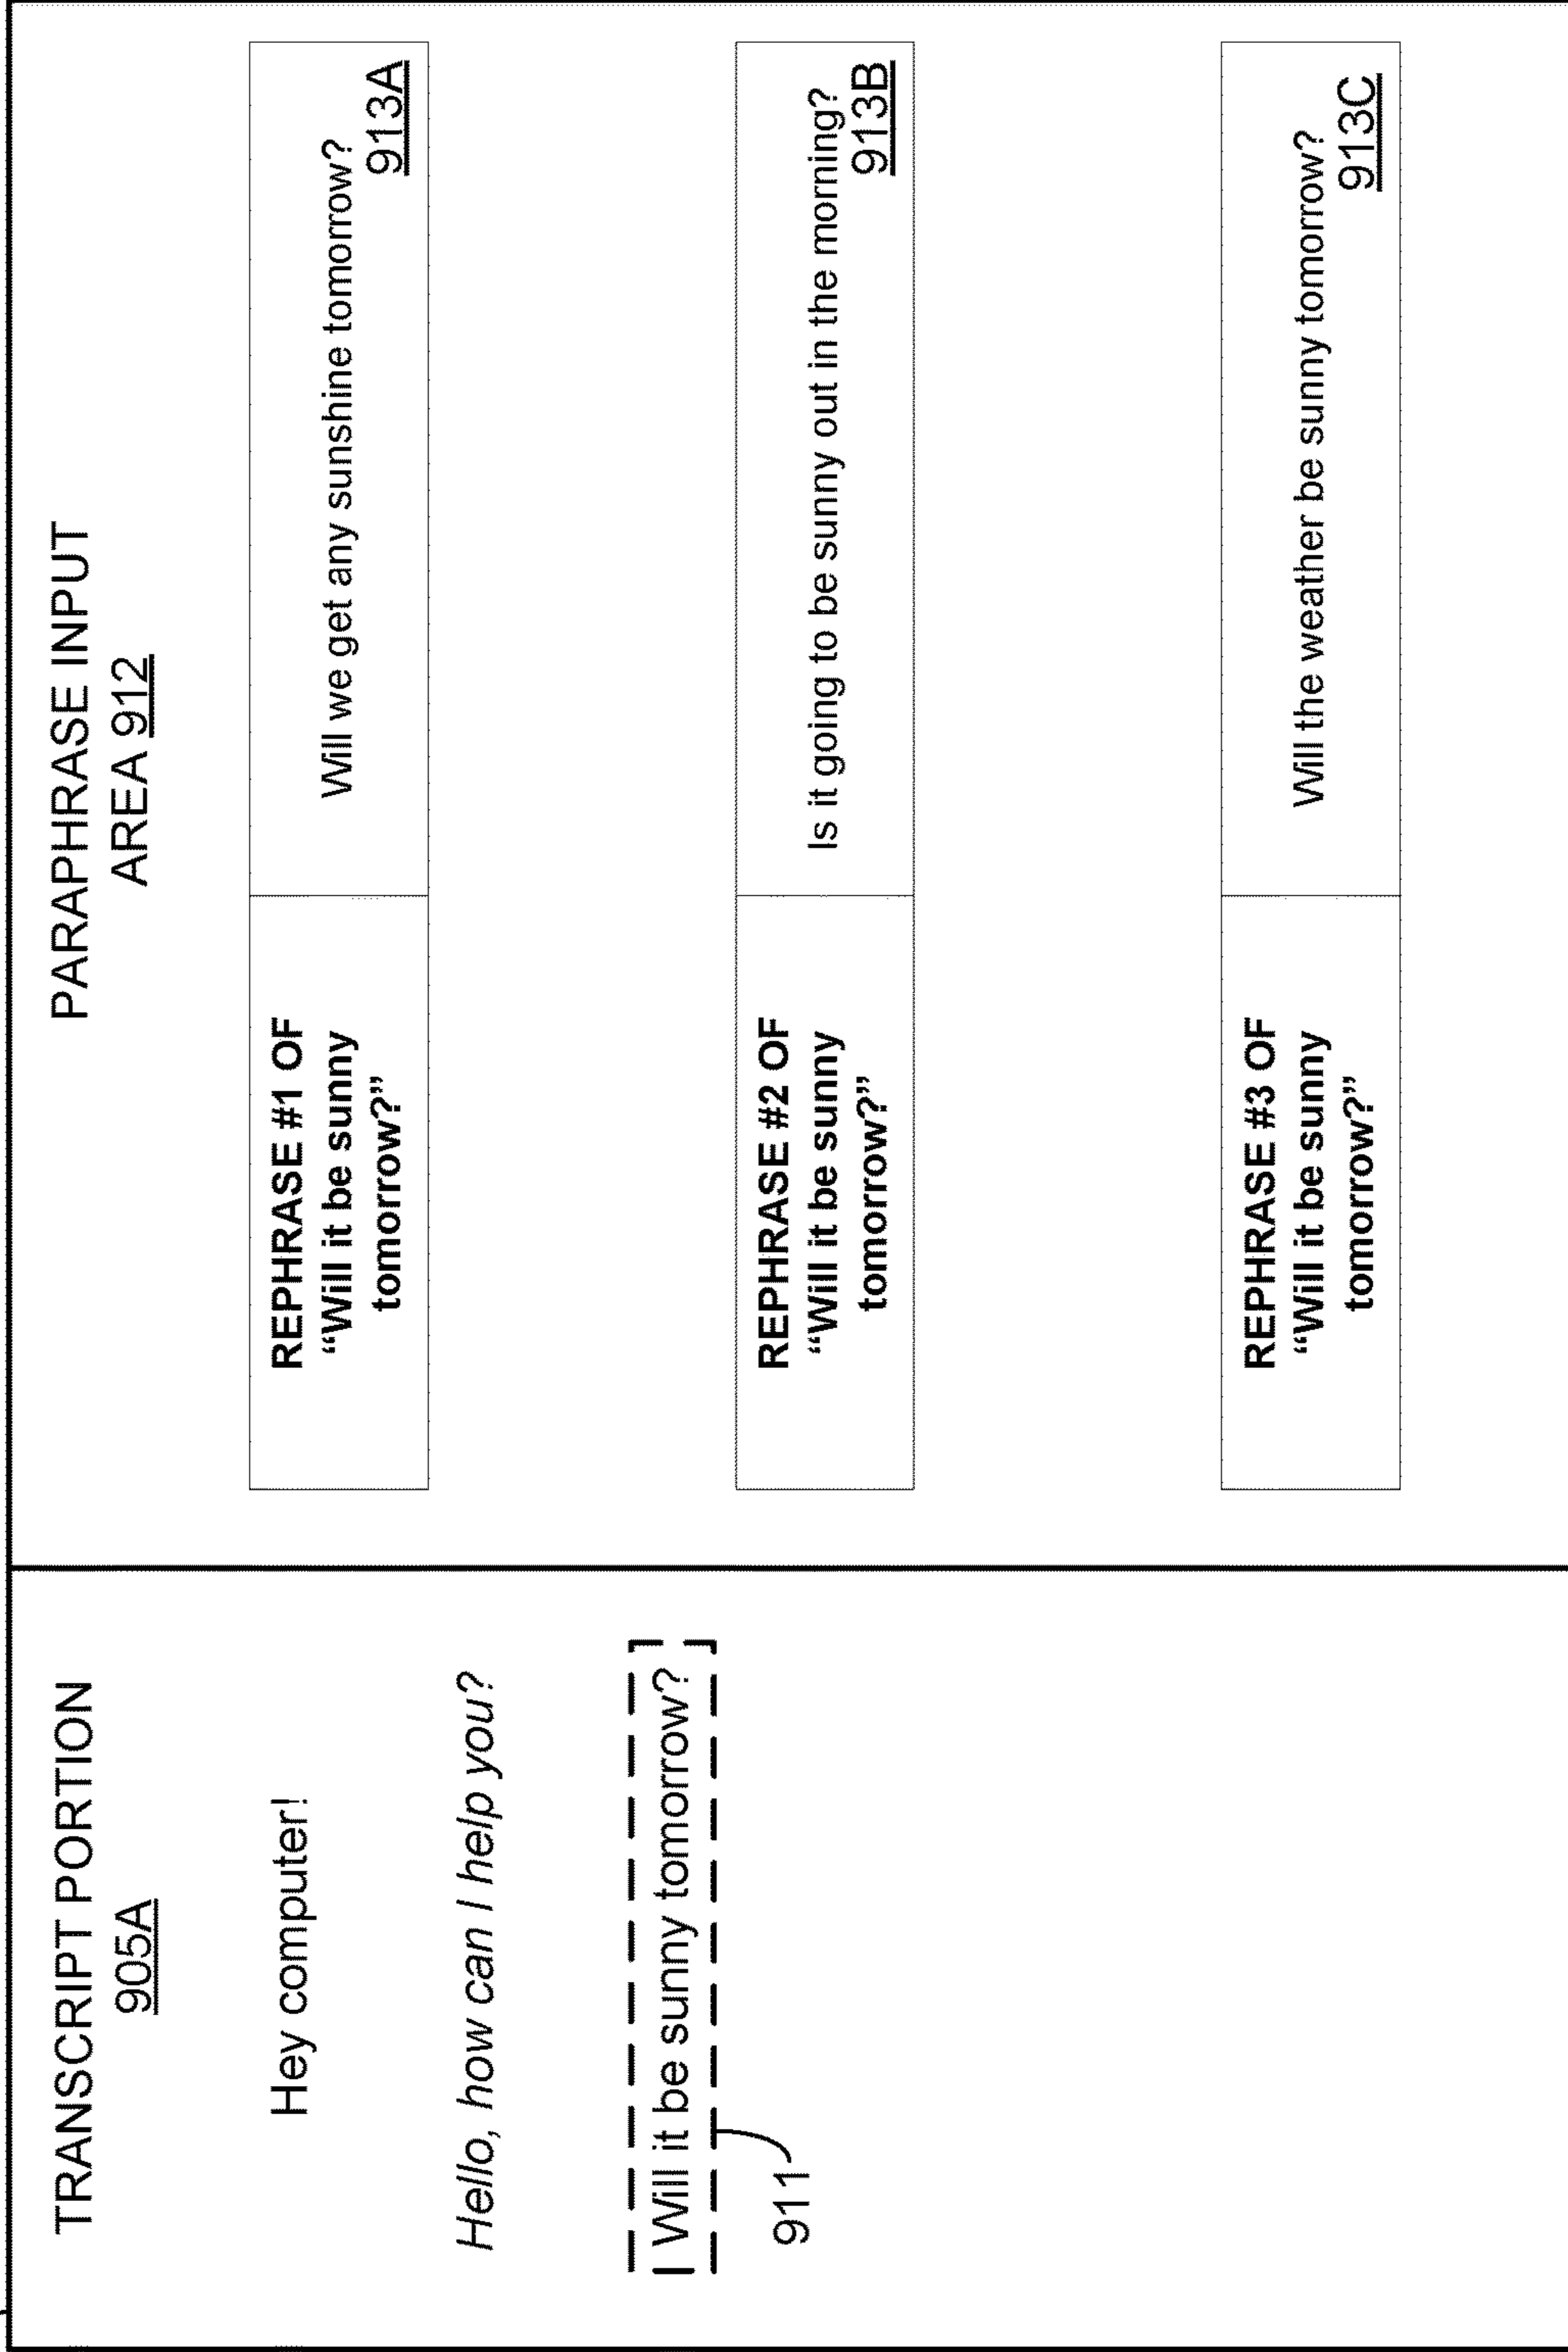 TRANSCRIPT PORTION
905A
Hey computer!
Hello, how can I help you?
Will it be sunny tomorrow?
911
PARAPHRASE INPUT
AREA 912
REPHRASE #1 OF
“Will it be sunny
tomorrow?”
Will we get any sunshine tomorrow?
913A
REPHRASE #2 OF
“Will it be sunny
tomorrow?”
Is it going to be sunny out in the morning?
913B
REPHRASE #3 OF
“Will it be sunny
tomorrow?”
Will the weather be sunny tomorrow?
913C